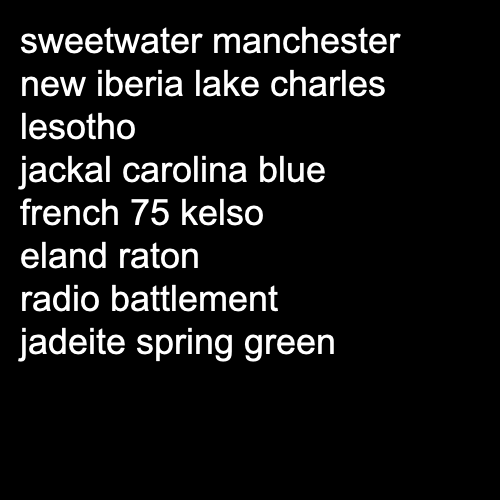 sweetwater manchester
new iberia lake charles
lesotho
jackal carolina blue
french 75 kelso
eland raton
radio battlement
jadeite spring green